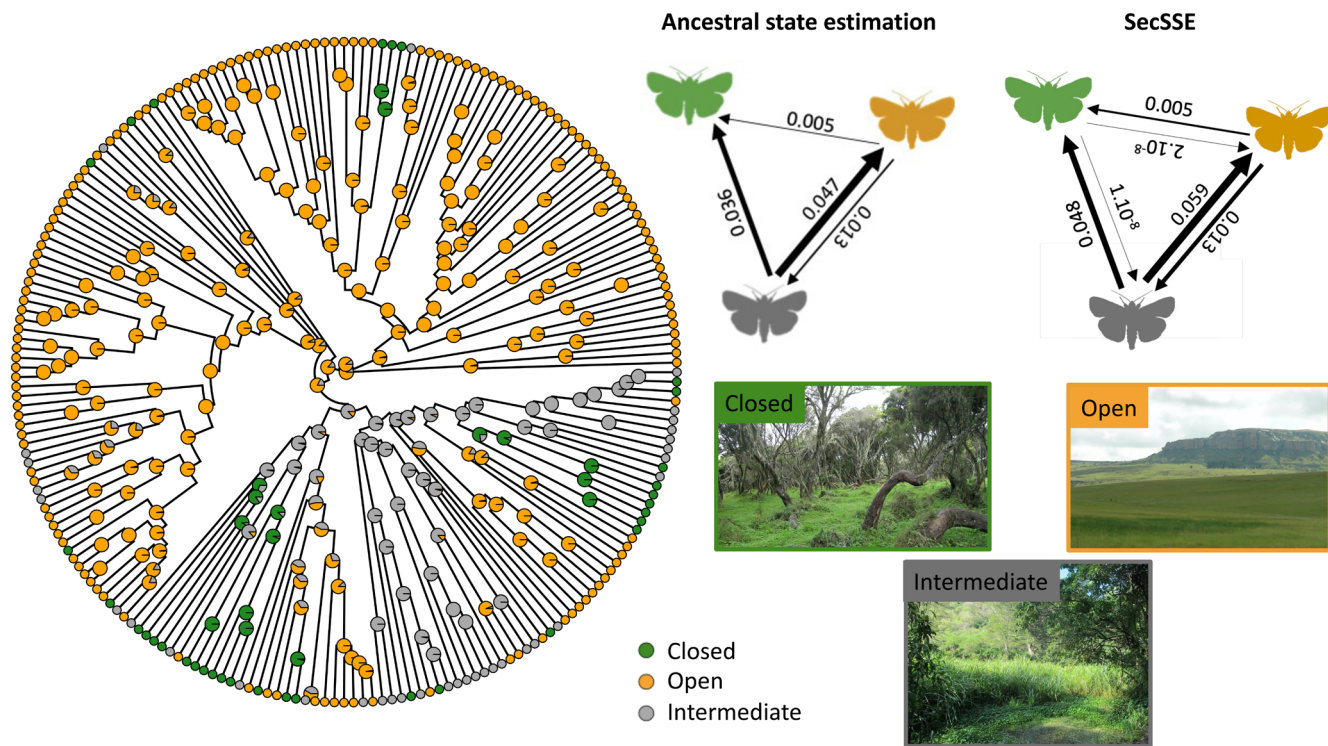 Ancestral state estimation
SecSSE
0.005
0.036
0.047
0.013
0.005
2.10-8
1.10-8
0.048
0.059
0.013
Closed
Open
Intermediate
Closed
Open
Intermediate